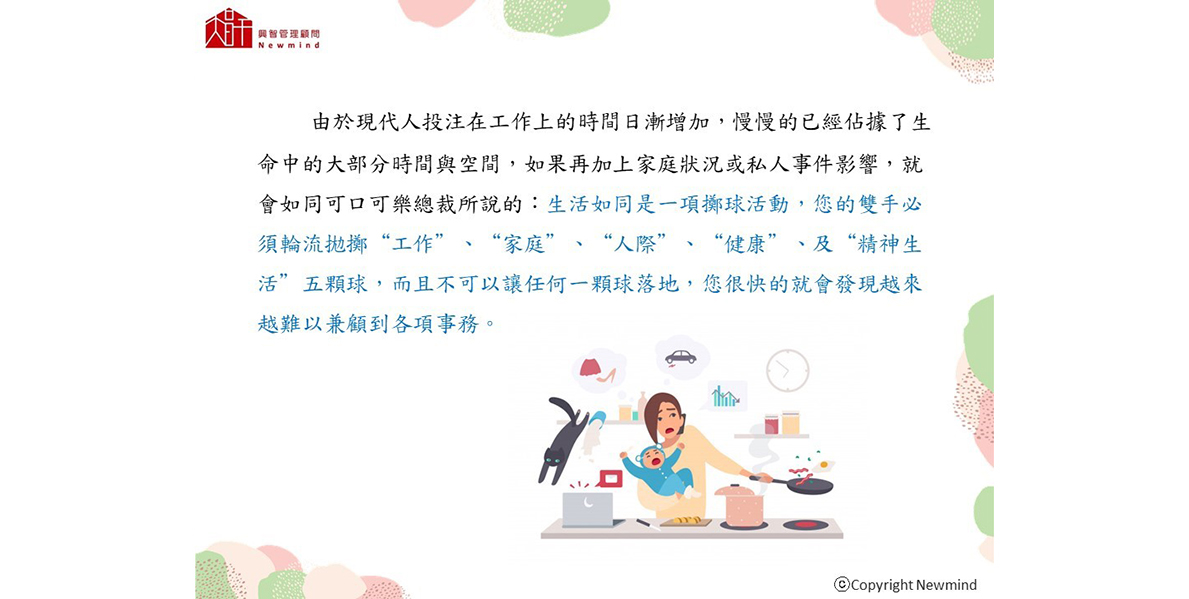 興智管理顧問
Newmind
由於現代人投注在工作上的時間日漸增加，慢慢的已經佔據了生
命中的大部分時間與空間，如果再加上家庭狀況或私人事件影響，就
會如同可口可樂總裁所說的：生活如同是一項擲球活動，您的雙手必
須輪流拋擲“工作”、“家庭”、“人際”、“健康”、及“精神生
活”五顆球，而且不可以讓任何一顆球落地，您很快的就會發現越來
越難以兼顧到各項事務。
ⓒCopyright Newmind